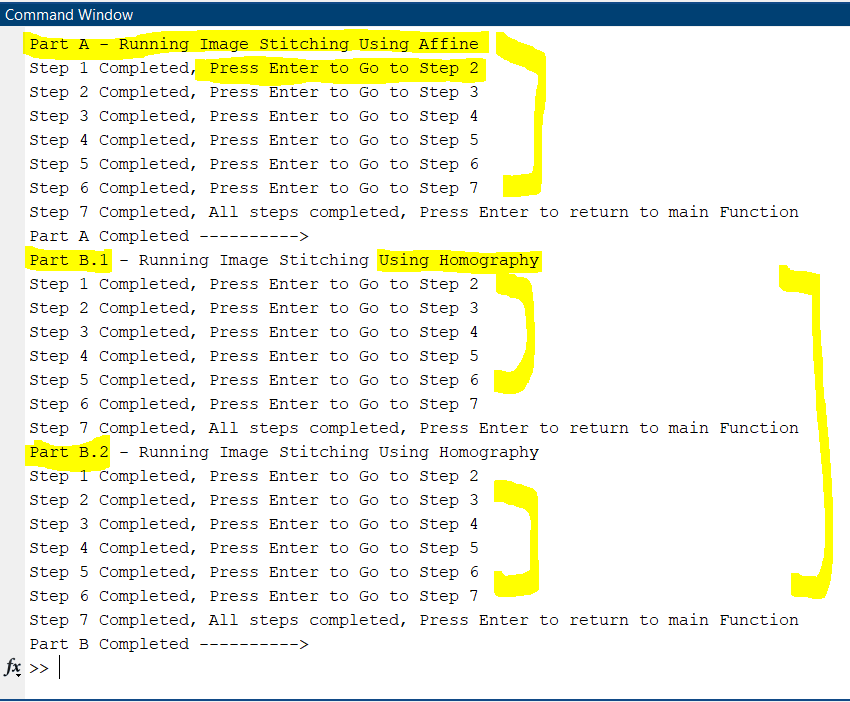 Command Window
Part A - Running Image Stitching Using Affine
Step 1 Completed, Press Enter to Go to Step 2
Step 2 Completed, Press Enter to Go to Step 3
Step 3 Completed, Press Enter to Go to Step 4
Step 4 Completed, Press Enter to Go to Step 5
Step 5 Completed, Press Enter to Go to Step 6
Step 6 Completed, Press Enter to Go to Step 7
Step 7 Completed, All steps completed, Press Enter to return to main Function
Part A Completed ---------->
Part B.1 - Running Image Stitching Using Homography
Step 1 Completed, Press Enter to Go to Step 2
Step 2 Completed, Press Enter to Go to Step 3
Step 3 Completed, Press Enter to Go to Step 4
Step 4 Completed, Press Enter to Go to Step 5
Step 5 Completed, Press Enter to Go to Step 6
Step 6 Completed, Press Enter to Go to Step 7
Step 7 Completed, All steps completed, Press Enter to return to main Function
Part B.2 - Running Image Stitching Using Homography
Step 1 Completed, Press Enter to Go to Step 2
Step 2 Completed, Press Enter to Go to Step 3
Step 3 Completed, Press Enter to Go to Step 4
Step 4 Completed, Press Enter to Go to Step 5
Step 5 Completed, Press Enter to Go to Step 6
Step 6 Completed, Press Enter to Go to Step 7
Step 7 Completed, All steps completed, Press Enter to return to main Function
Part B Completed ---------->
fx >>